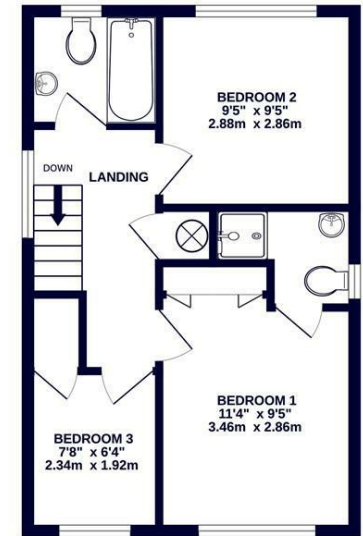 BEDROOM 2
9'5" x 9'5"
2.88m x 2.86m
DOWN
LANDING
BEDROOM 1
11'4" x 9'5"
3.46m x 2.86m
BEDROOM 3
7'8" x 6'4"
2.34m x 1.92m